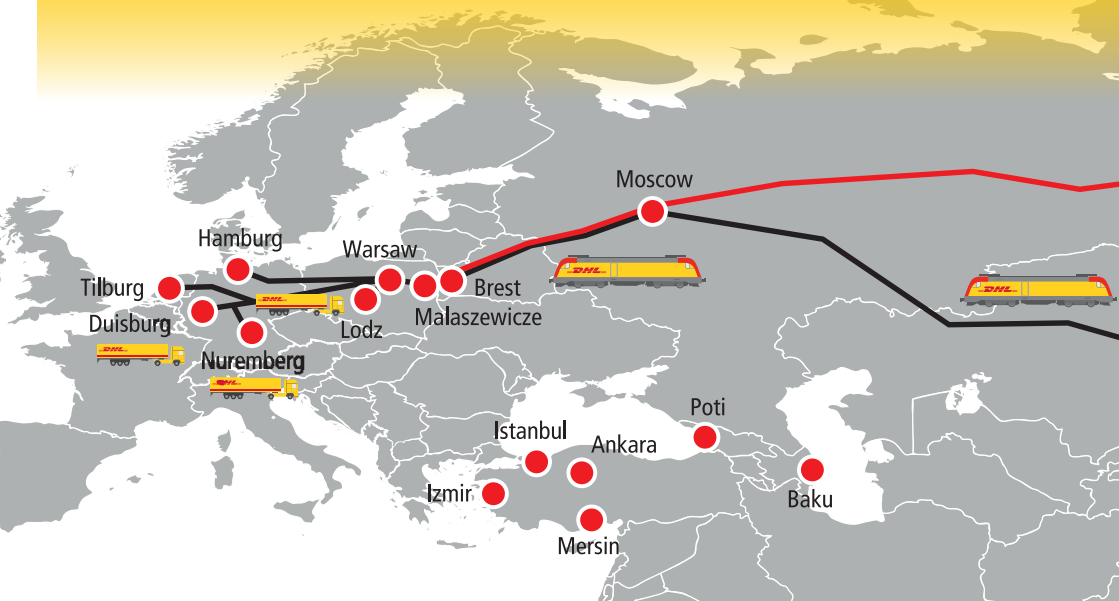 Moscow
Hamburg
Warsaw
Tilburg
Brest
DHL
DHL
DHL
Duisburg
Lodz
Malaszewicze
DHL
Nuremberg
DHL
Poti
Istanbul
Ankara
Izmir
Baku
Mersin